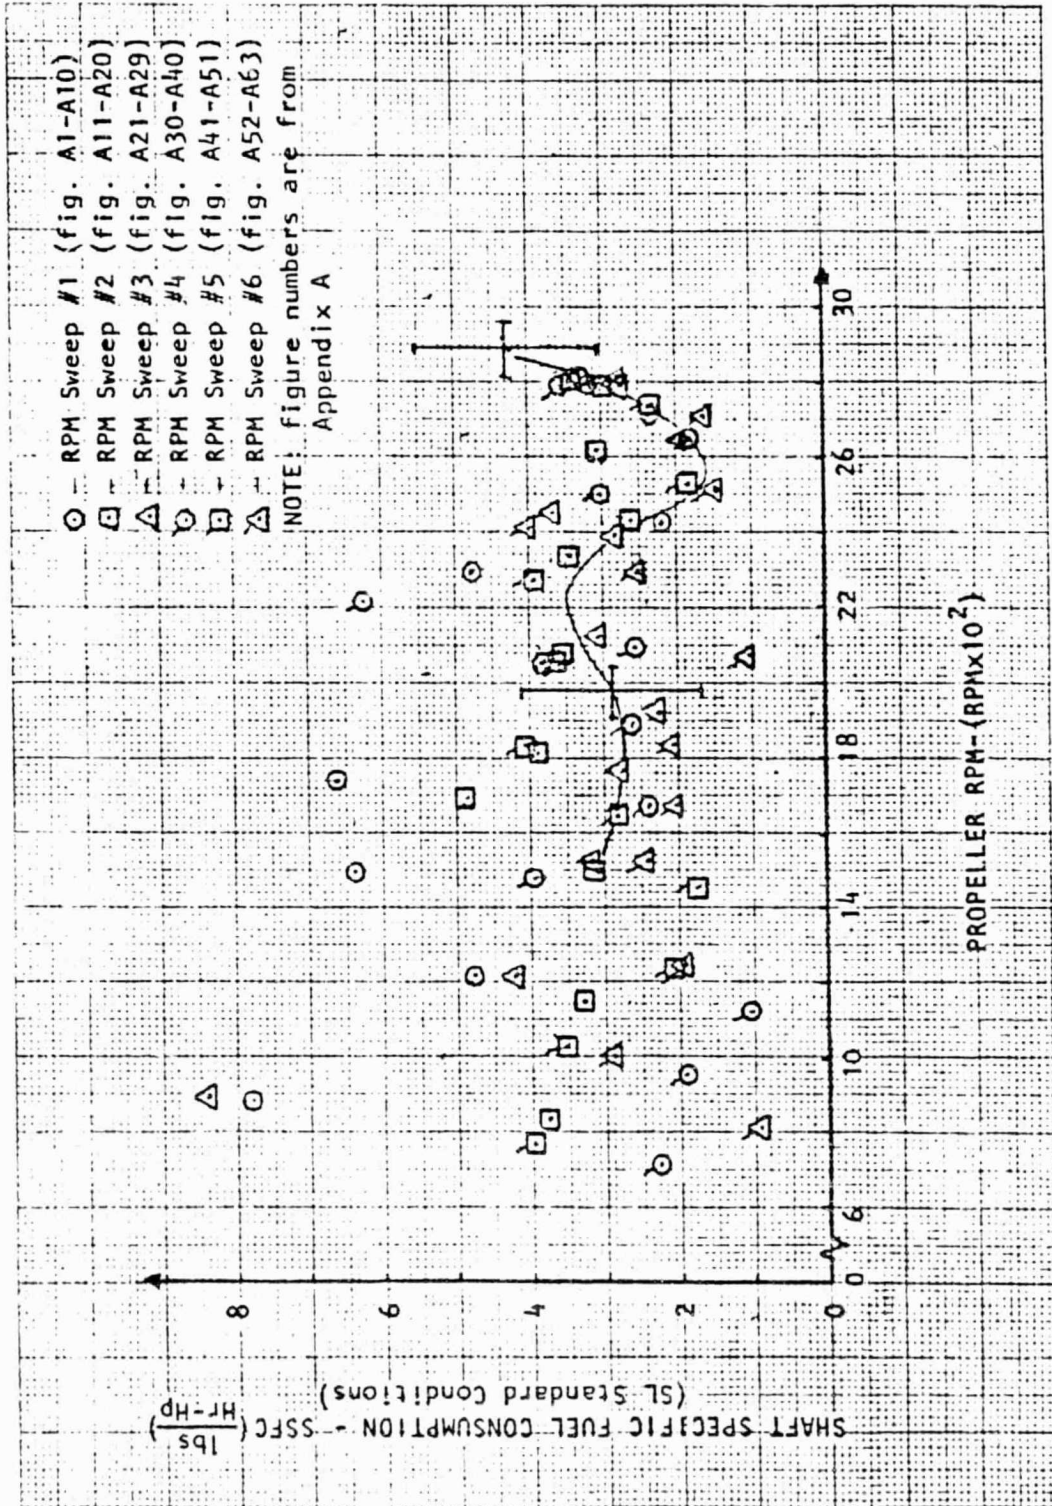 RPM Sweep #1 (fig. A1-A10)
RPM Sweep #2 (fig. A11-A20)
RPM Sweep #3 (fig. A21-A29)
RPM Sweep #4 (fig. A30-A40)
RPM Sweep #5 (fig. A41-A51)
RPM Sweep #6 (fig. A52-A63)
NOTE: figure numbers are from
Appendix A
SHAFT SPECIFIC FUEL CONSUMPTION - SSFC (lbs/Hr-Hp)
(SL Standard Conditions)
8
6
4
2
0
0 6 10 14 18 22 26 30
PROPELLER RPM-(RPMx10²)